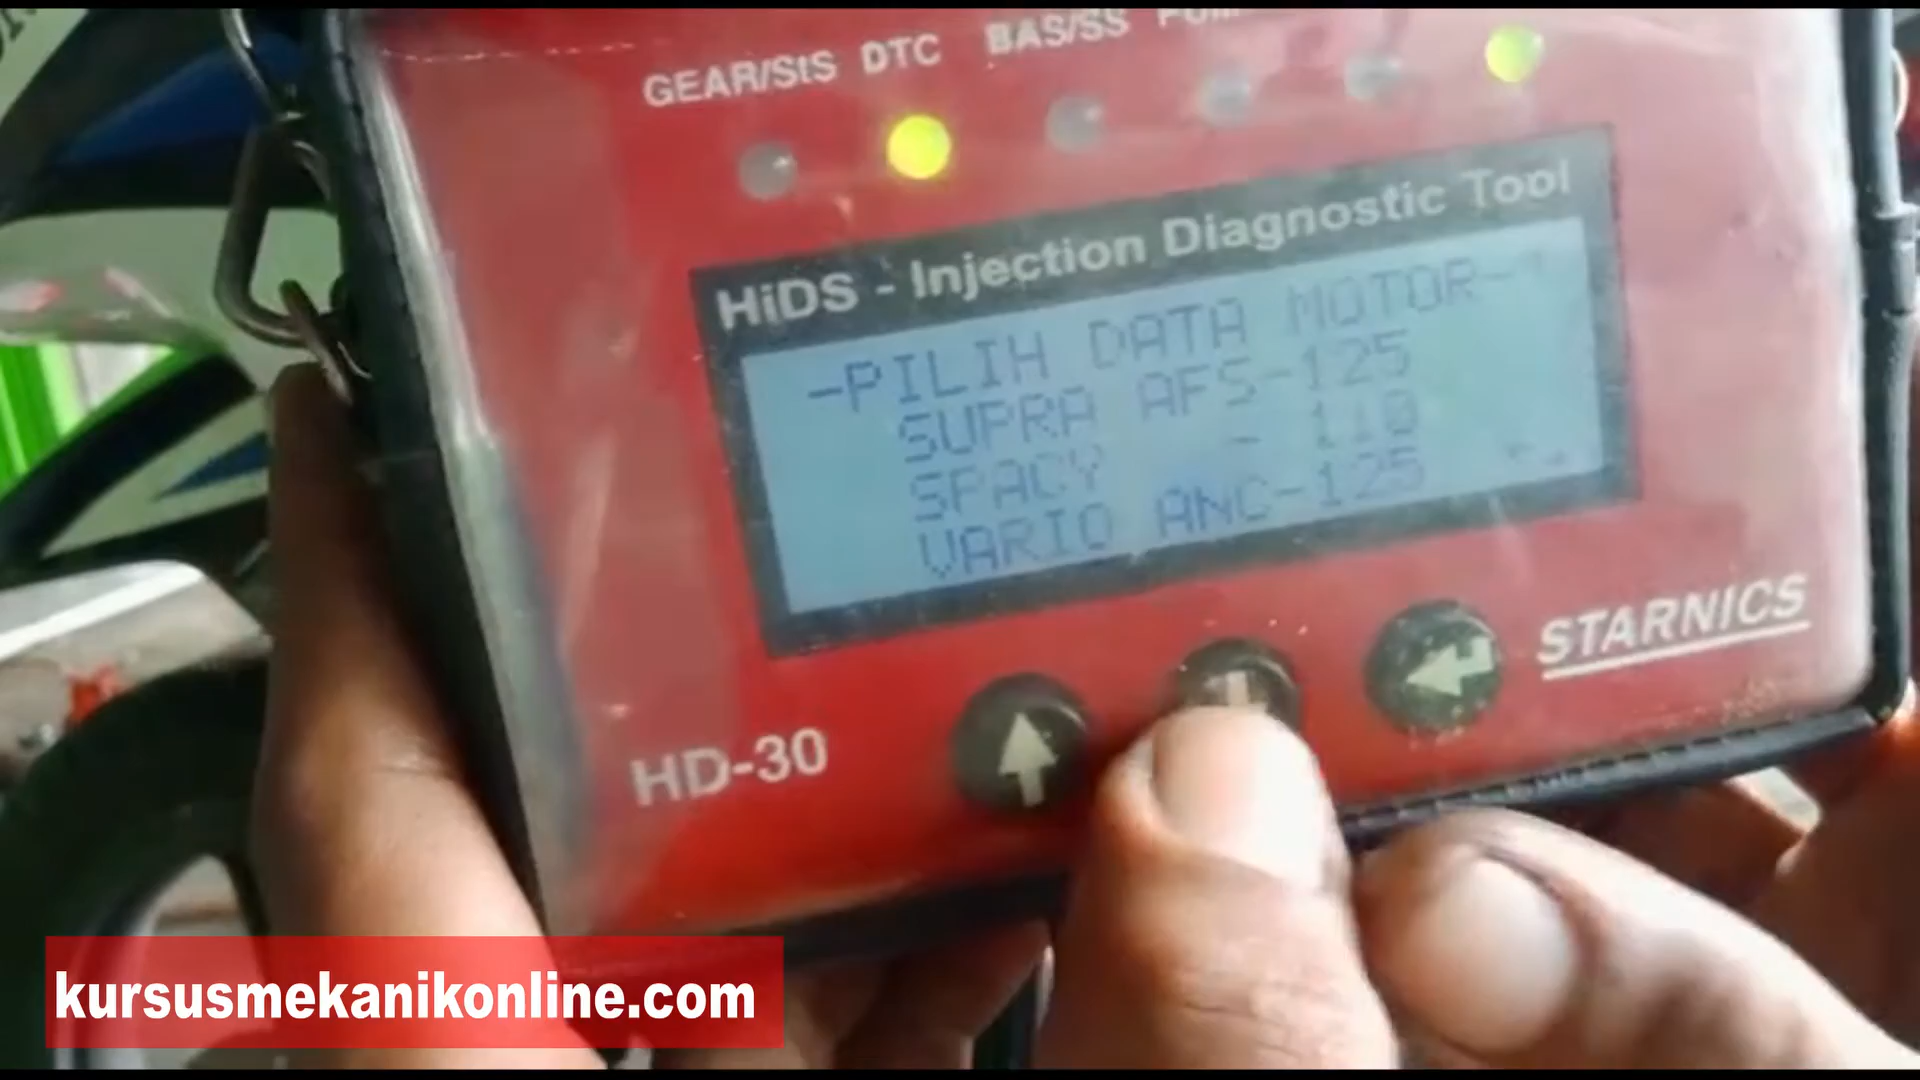 GEAR/StS DTC BAS/SS
HiDS - Injection Diagnostic Tool
-PILIH DATA MOTOR-
SUPRA AFS-125
SPACY - 110
VARIO ANC-125
STARNICS
HD-30
kursusmekanikonline.com